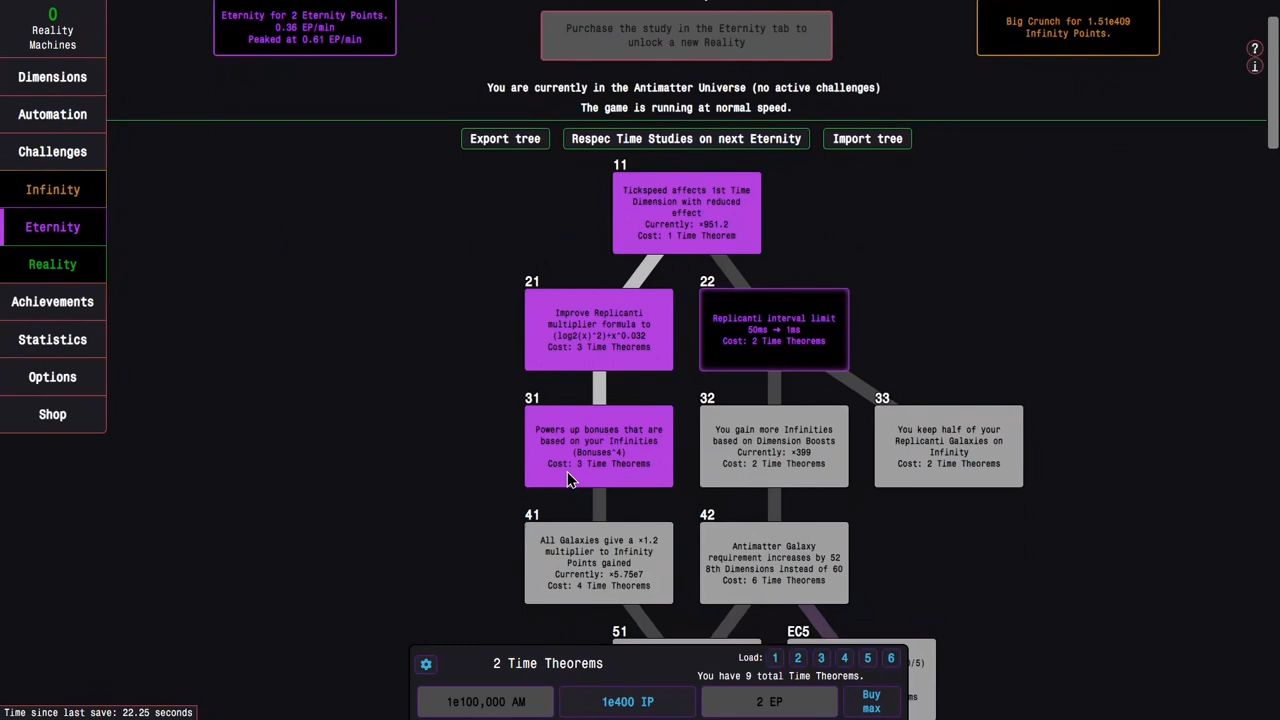 0
Reality
Machines
Dimensions
Automation
Challenges
Infinity
Eternity
Reality
Achievements
Statistics
Options
Shop
Eternity for 2 Eternity Points.
0.36 EP/min
Peaked at 0.61 EP/min
Purchase the study in the Eternity tab to
unlock a new Reality
Big Crunch for 1.51e409
Infinity Points.
?
i
You are currently in the Antimatter Universe (no active challenges)
The game is running at normal speed.
Export tree
Respec Time Studies on next Eternity
Import tree
11
Tickspeed affects 1st Time
Dimension with reduced
effect
Currently: ×951.2
Cost: 1 Time Theorem
21
Improve Replicanti
multiplier formula to
(log2(x)^2)+x^0.032
Cost: 3 Time Theorems
22
Replicanti interval limit
50ms ➜ 1ms
Cost: 2 Time Theorems
31
Powers up bonuses that are
based on your Infinities
(Bonuses^4)
Cost: 3 Time Theorems
32
You gain more Infinities
based on Dimension Boosts
Currently: ×399
Cost: 2 Time Theorems
33
You keep half of your
Replicanti Galaxies on
Infinity
Cost: 2 Time Theorems
41
All Galaxies give a ×1.2
multiplier to Infinity
Points gained
Currently: ×5.75e7
Cost: 4 Time Theorems
42
Antimatter Galaxy
requirement increases by 52
8th Dimensions instead of 60
Cost: 6 Time Theorems
51
EC5
/5)
ms
2 Time Theorems
Load: 1 2 3 4 5 6
You have 9 total Time Theorems.
1e100,000 AM
1e400 IP
2 EP
Buy
max
Time since last save: 22.25 seconds